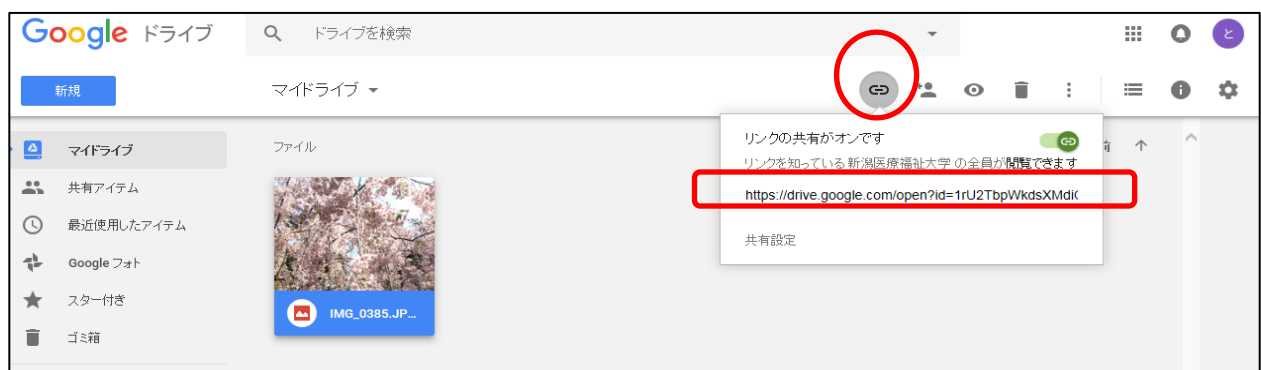 Google ドライブ
ドライブを検索
と
新規
マイドライブ
マイドライブ
共有アイテム
最近使用したアイテム
Google フォト
スター付き
ゴミ箱
ファイル
IMG_0385.JP...
リンクの共有がオンです
リンクを知っている 新潟医療福祉大学 の全員が閲覧できます
https://drive.google.com/open?id=1rU2TbpWkdsXMdi
共有設定